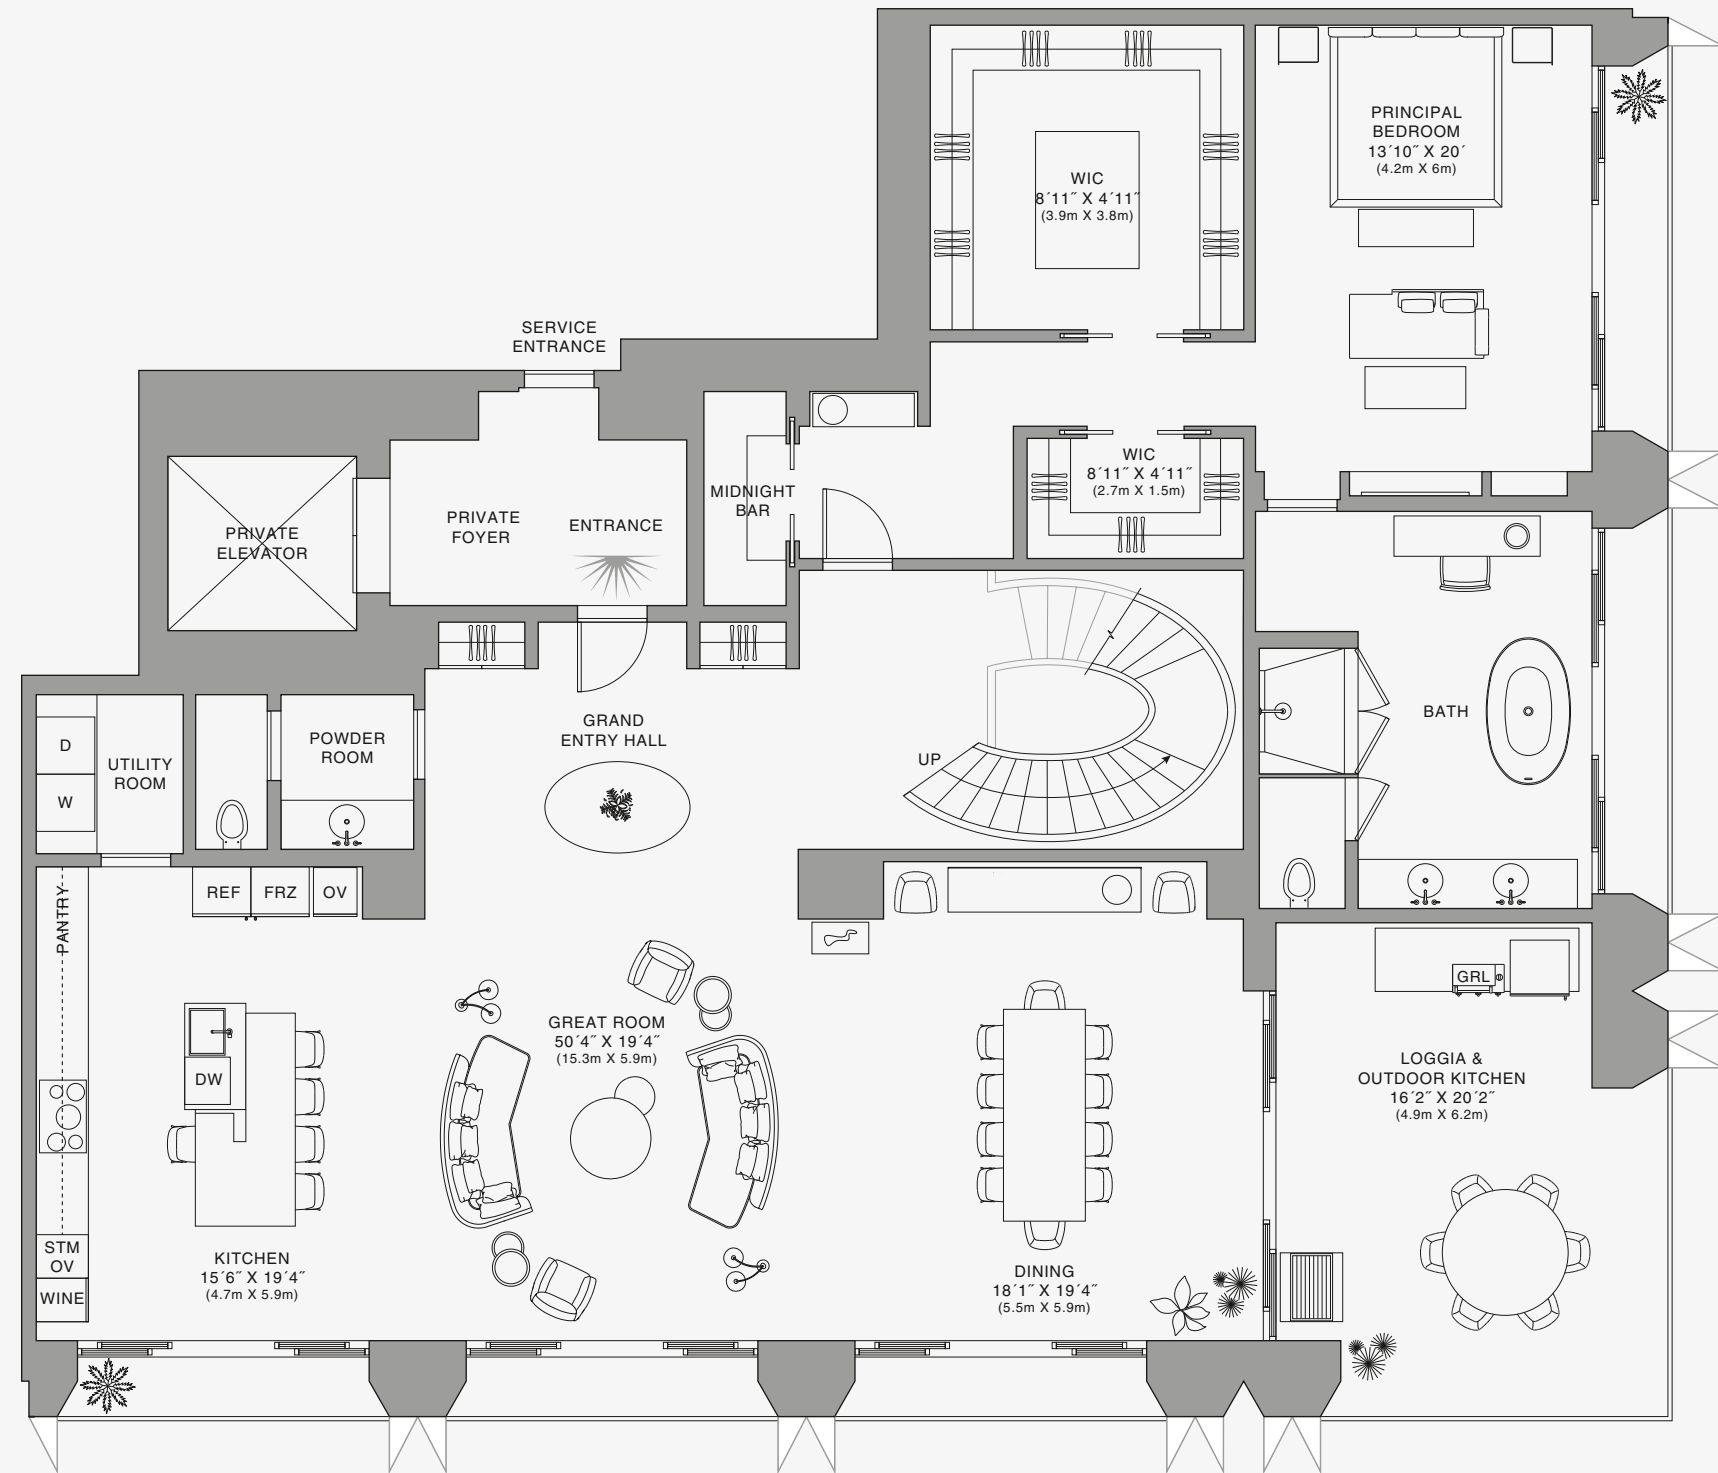 PRINCIPAL
BEDROOM
13´10˝ X 20´
(4.2m X 6m)
WIC
8´11˝ X 4´11˝
(3.9m X 3.8m)
SERVICE
ENTRANCE
WIC
8´11˝ X 4´11˝
(2.7m X 1.5m)
MIDNIGHT
BAR
PRIVATE
FOYER
ENTRANCE
PRIVATE
ELEVATOR
BATH
GRAND
ENTRY HALL
UP
POWDER
ROOM
UTILITY
ROOM
D
W
REF
FRZ
OV
PANTRY
GRL
GREAT ROOM
50´4˝ X 19´4˝
(15.3m X 5.9m)
DW
LOGGIA &
OUTDOOR KITCHEN
16´2˝ X 20´2˝
(4.9m X 6.2m)
STM
OV
WINE
KITCHEN
15´6˝ X 19´4˝
(4.7m X 5.9m)
DINING
18´1˝ X 19´4˝
(5.5m X 5.9m)